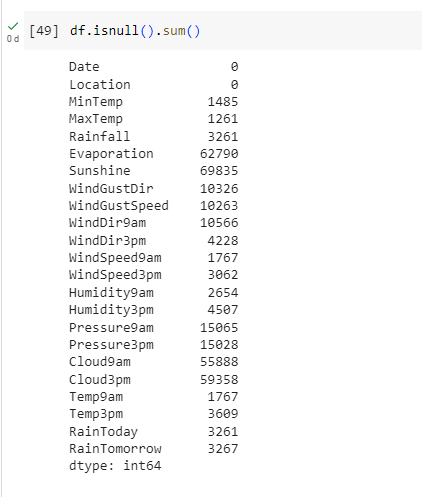 [49] df.isnull().sum()
0 d
Date 0
Location 0
MinTemp 1485
MaxTemp 1261
Rainfall 3261
Evaporation 62790
Sunshine 69835
WindGustDir 10326
WindGustSpeed 10263
WindDir9am 10566
WindDir3pm 4228
WindSpeed9am 1767
WindSpeed3pm 3062
Humidity9am 2654
Humidity3pm 4507
Pressure9am 15065
Pressure3pm 15028
Cloud9am 55888
Cloud3pm 59358
Temp9am 1767
Temp3pm 3609
RainToday 3261
RainTomorrow 3267
dtype: int64